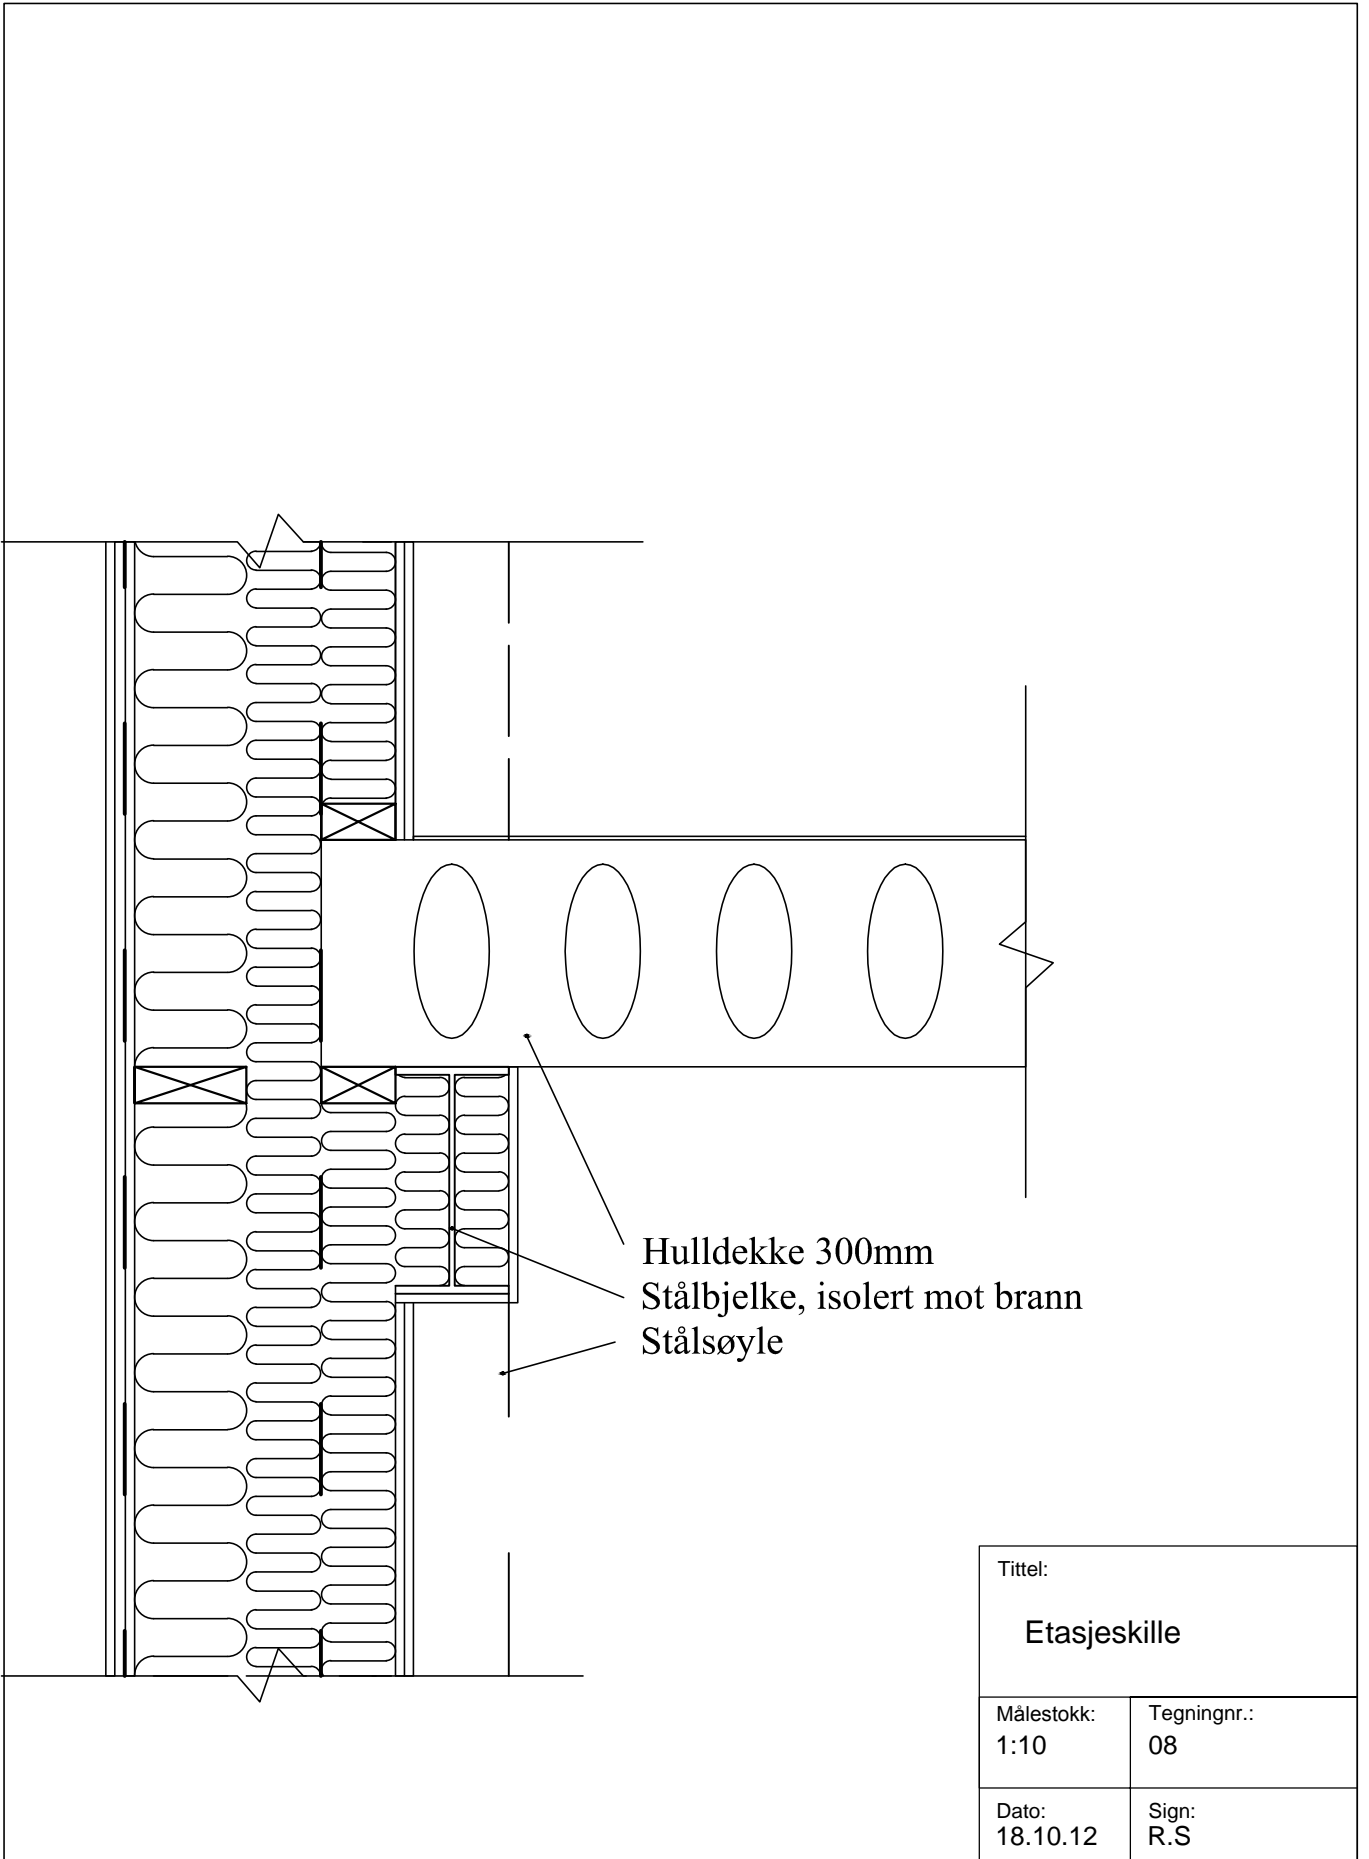 Hulldekke 300mm
Stålbjelke, isolert mot brann
Stålsøyle
Tittel:
Etasjeskille
Målestokk:
1:10
Tegningnr.:
08
Dato:
18.10.12
Sign:
R.S